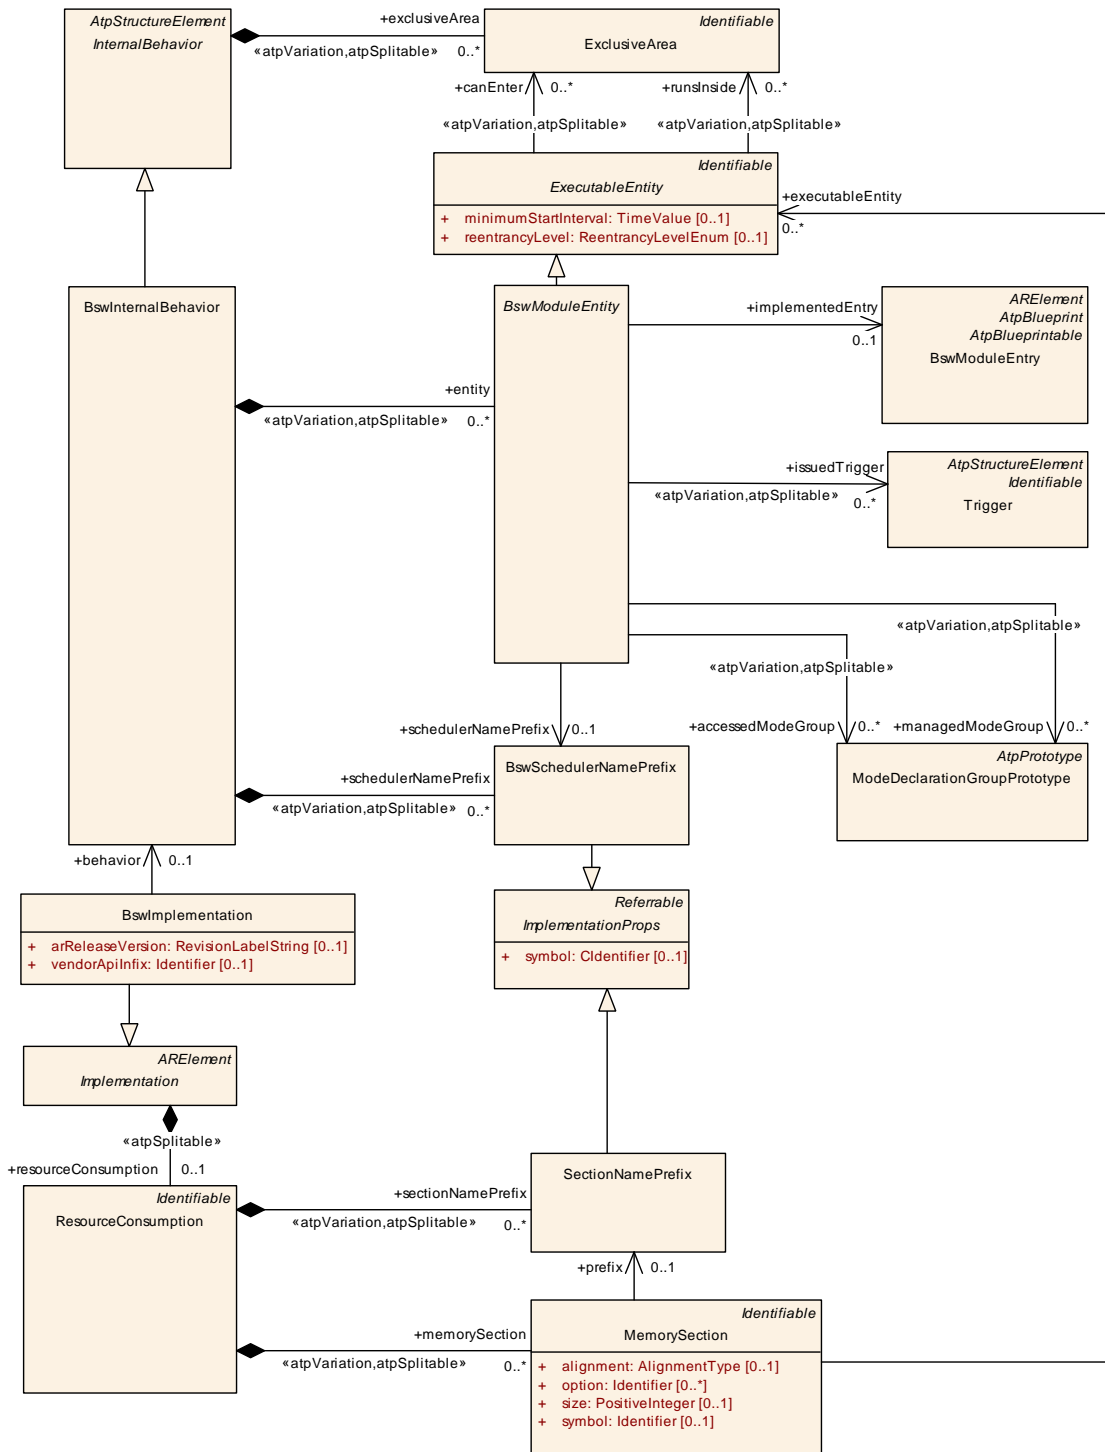 AtpStructureElement
InternalBehavior
+exclusiveArea
«atpVariation,atpSplitable»
0..*
Identifiable
ExclusiveArea
+canEnter
0..*
+runsInside
0..*
«atpVariation,atpSplitable»
«atpVariation,atpSplitable»
Identifiable
ExecutableEntity
+ minimumStartInterval: TimeValue [0..1]
+ reentrancyLevel: ReentrancyLevelEnum [0..1]
+executableEntity
0..*
BswInternalBehavior
BswModuleEntity
+implementedEntry
0..1
ARElement
AtpBlueprint
AtpBlueprintable
BswModuleEntry
+entity
«atpVariation,atpSplitable»
0..*
+issuedTrigger
«atpVariation,atpSplitable»
0..*
AtpStructureElement
Identifiable
Trigger
«atpVariation,atpSplitable»
«atpVariation,atpSplitable»
+schedulerNamePrefix
0..1
+accessedModeGroup
0..*
+managedModeGroup
0..*
+schedulerNamePrefix
«atpVariation,atpSplitable»
0..*
BswSchedulerNamePrefix
AtpPrototype
ModeDeclarationGroupPrototype
+behavior
0..1
BswImplementation
+ arReleaseVersion: RevisionLabelString [0..1]
+ vendorApiInfix: Identifier [0..1]
Referrable
ImplementationProps
+ symbol: CIdentifier [0..1]
ARElement
Implementation
«atpSplitable»
+resourceConsumption
0..1
Identifiable
ResourceConsumption
+sectionNamePrefix
«atpVariation,atpSplitable»
0..*
SectionNamePrefix
+prefix
0..1
+memorySection
«atpVariation,atpSplitable»
0..*
Identifiable
MemorySection
+ alignment: AlignmentType [0..1]
+ option: Identifier [0..*]
+ size: PositiveInteger [0..1]
+ symbol: Identifier [0..1]